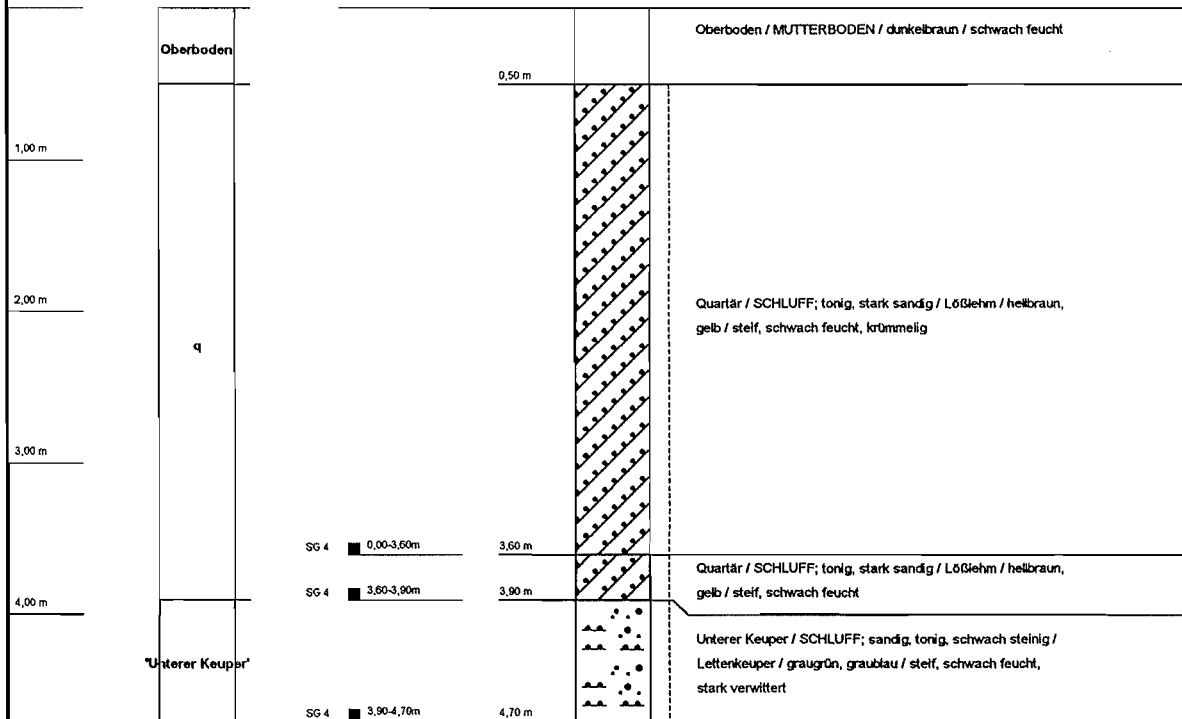 Oberboden / MUTTERBODEN / dunkelbraun / schwach feucht
Oberboden
0,50 m
1,00 m
2,00 m
Quartär / SCHLUFF; tonig, stark sandig / Lößlehm / hellbraun,
gelb / steif, schwach feucht, krümmelig
q
3,00 m
SG 4 0,00-3,60m 3,60 m
Quartär / SCHLUFF; tonig, stark sandig / Lößlehm / hellbraun,
gelb / steif, schwach feucht
SG 4 3,60-3,90m 3,90 m
4,00 m
Unterer Keuper / SCHLUFF; sandig, tonig, schwach steinig /
Lettenkeuper / graugrün, graublau / steif, schwach feucht,
stark verwittert
"Unterer Keuper"
SG 4 3,90-4,70m 4,70 m